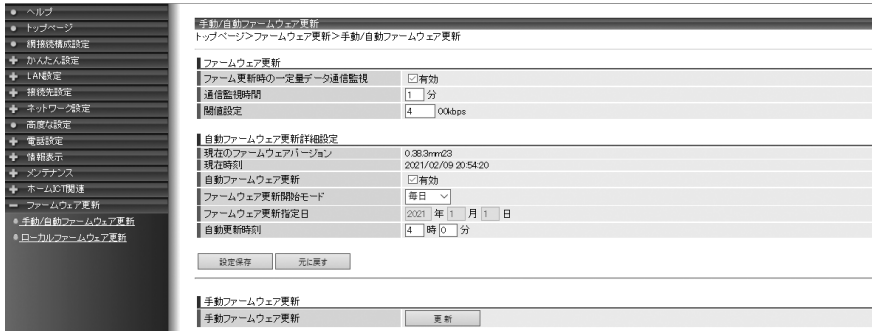 ヘルプ
トップページ
網接続構成設定
かんたん設定
LAN設定
接続先設定
ネットワーク設定
高度な設定
電話設定
情報表示
メンテナンス
ホームICT関連
ファームウェア更新
手動/自動ファームウェア更新
ローカルファームウェア更新
手動/自動ファームウェア更新
トップページ>ファームウェア更新>手動/自動ファームウェア更新
ファームウェア更新
ファーム更新時の一定量データ通信監視 有効
通信監視時間 1 分
閾値設定 4 00kbps
自動ファームウェア更新詳細設定
現在のファームウェアバージョン 0.38.3mm23
現在時刻 2021/02/09 20:54:20
自動ファームウェア更新 有効
ファームウェア更新開始モード 毎日
ファームウェア更新指定日 2021 年 1 月 1 日
自動更新時刻 4 時 0 分
設定保存 元に戻す
手動ファームウェア更新
手動ファームウェア更新 更新